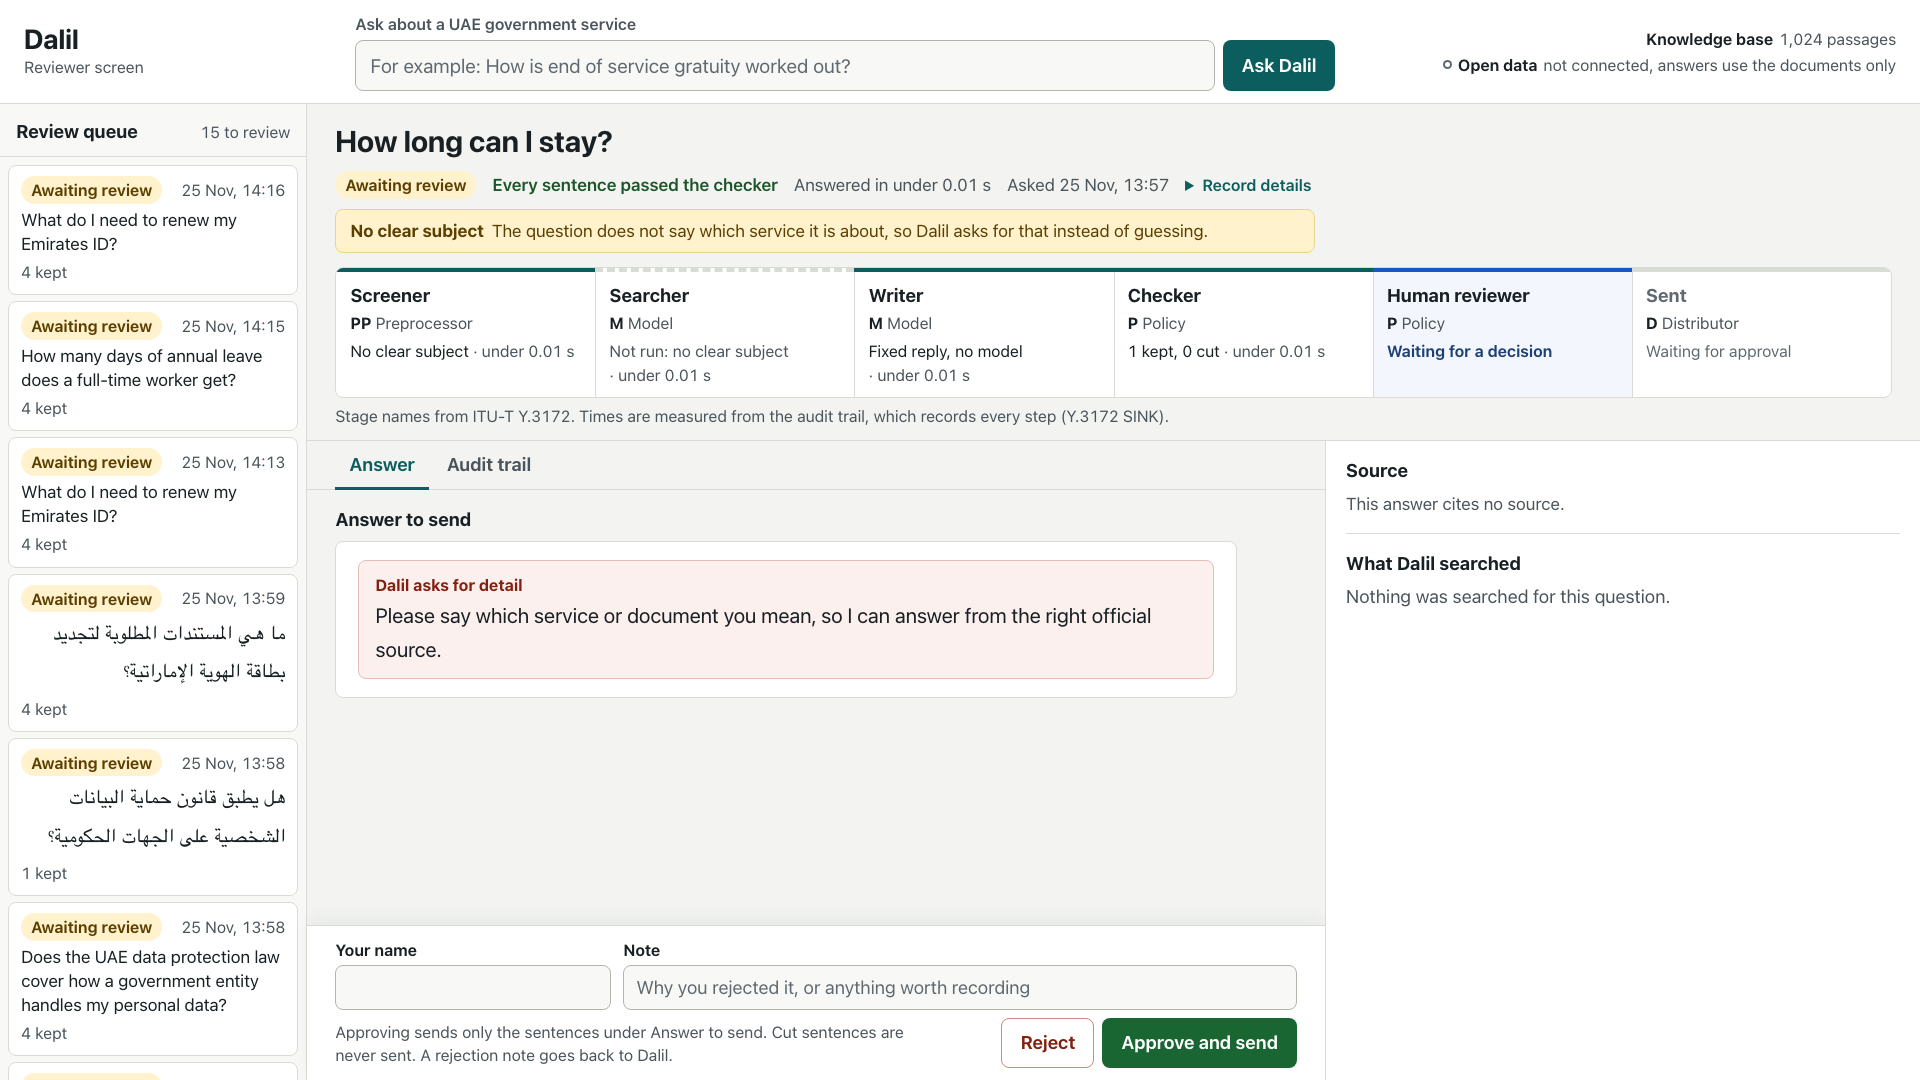 Dalil
Reviewer screen
Ask about a UAE government service
For example: How is end of service gratuity worked out?
Ask Dalil
Knowledge base 1,024 passages
Open data not connected, answers use the documents only
Review queue
15 to review
Awaiting review 25 Nov, 14:16
What do I need to renew my
Emirates ID?
4 kept
Awaiting review 25 Nov, 14:15
How many days of annual leave
does a full-time worker get?
4 kept
Awaiting review 25 Nov, 14:13
What do I need to renew my
Emirates ID?
4 kept
Awaiting review 25 Nov, 13:59
ما هي المستندات المطلوبة لتجديد
بطاقة الهوية الإماراتية؟
4 kept
Awaiting review 25 Nov, 13:58
هل يطبق قانون حماية البيانات
الشخصية على الجهات الحكومية؟
1 kept
Awaiting review 25 Nov, 13:58
Does the UAE data protection law
cover how a government entity
handles my personal data?
4 kept
How long can I stay?
Awaiting review Every sentence passed the checker Answered in under 0.01 s Asked 25 Nov, 13:57 ▶ Record details
No clear subject The question does not say which service it is about, so Dalil asks for that instead of guessing.
Screener
PP Preprocessor
No clear subject · under 0.01 s
Searcher
M Model
Not run: no clear subject
· under 0.01 s
Writer
M Model
Fixed reply, no model
· under 0.01 s
Checker
P Policy
1 kept, 0 cut · under 0.01 s
Human reviewer
P Policy
Waiting for a decision
Sent
D Distributor
Waiting for approval
Stage names from ITU-T Y.3172. Times are measured from the audit trail, which records every step (Y.3172 SINK).
Answer
Audit trail
Answer to send
Dalil asks for detail
Please say which service or document you mean, so I can answer from the right official
source.
Source
This answer cites no source.
What Dalil searched
Nothing was searched for this question.
Your name
Note
Why you rejected it, or anything worth recording
Approving sends only the sentences under Answer to send. Cut sentences are
never sent. A rejection note goes back to Dalil.
Reject
Approve and send